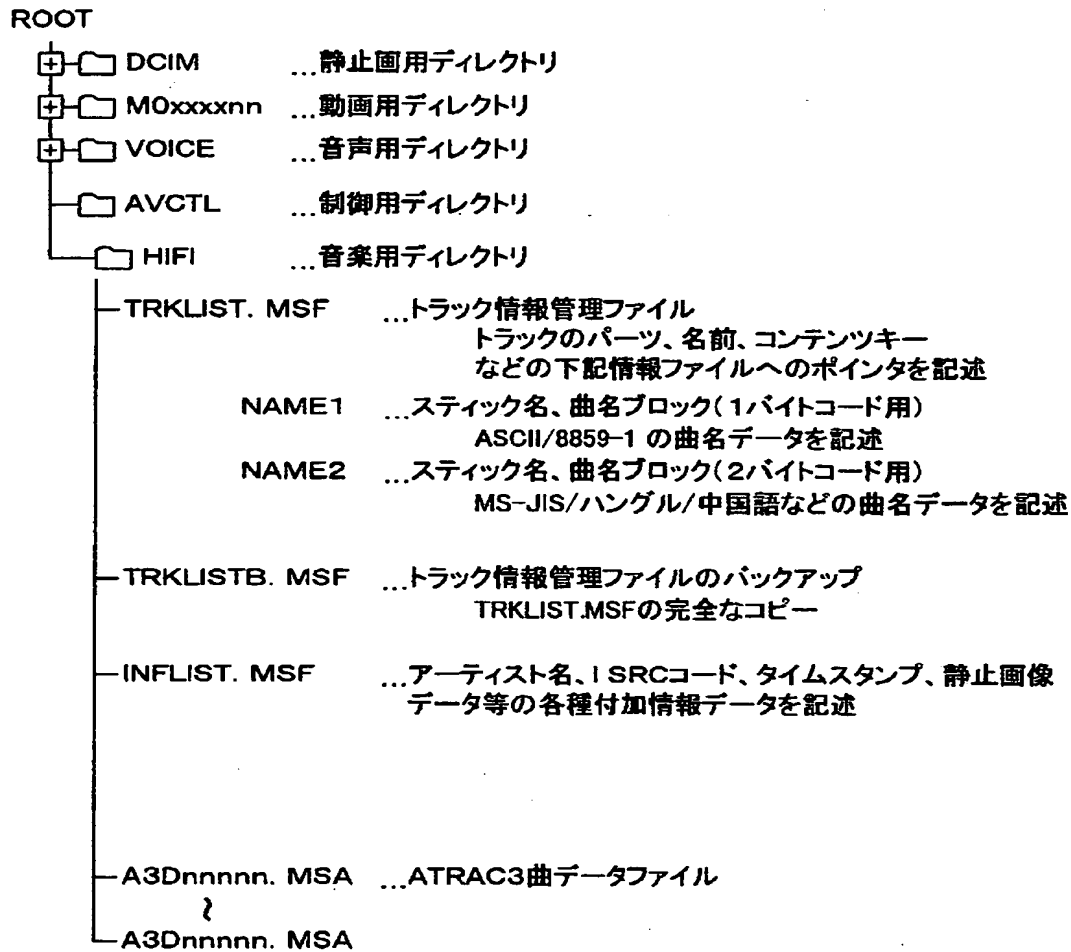 ROOT
DCIM ...静止画用ディレクトリ
MOxxxxnn ...動画用ディレクトリ
VOICE ...音声用ディレクトリ
AVCTL ...制御用ディレクトリ
HIFI ...音楽用ディレクトリ
TRKLIST. MSF ...トラック情報管理ファイル
トラックのパーツ、名前、コンテンツキー
などの下記情報ファイルへのポインタを記述
NAME1 ...スティック名、曲名ブロック(1バイトコード用)
ASCII/8859-1 の曲名データを記述
NAME2 ...スティック名、曲名ブロック(2バイトコード用)
MS-JIS/ハングル/中国語などの曲名データを記述
TRKLISTB. MSF ...トラック情報管理ファイルのバックアップ
TRKLIST.MSFの完全なコピー
INFLIST. MSF ...アーティスト名、ISRCコード、タイムスタンプ、静止画像
データ等の各種付加情報データを記述
A3Dnnnnn. MSA ...ATRAC3曲データファイル
~
A3Dnnnnn. MSA